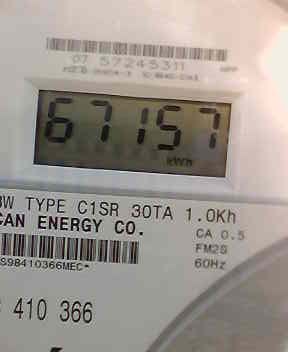 07 57245311
67157
kWh
3W TYPE C1SR 30TA 1.0Kh
CAN ENERGY CO.
CA 0.5
FM2S
60Hz
S98410366MEC*
410 366